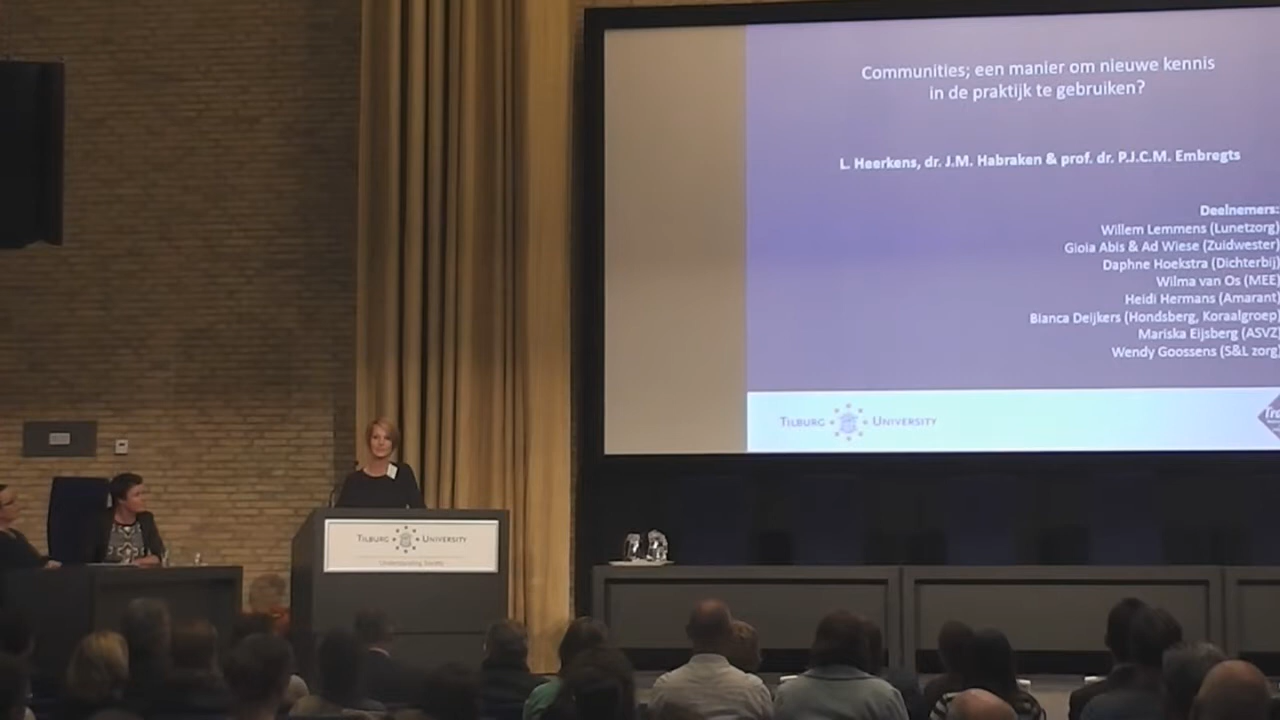 Communities; een manier om nieuwe kennis
in de praktijk te gebruiken?
L. Heerkens, dr. J.M. Habraken & prof. dr. P.J.C.M. Embregts
Deelnemers:
Willem Lemmens (Lunetzorg)
Gioia Abis & Ad Wiese (Zuidwester)
Daphne Hoekstra (Dichterbij)
Wilma van Os (MEE)
Heidi Hermans (Amarant)
Bianca Deijkers (Hondsberg, Koraalgroep)
Mariska Eijsberg (ASVZ)
Wendy Goossens (S&L zorg)
TILBURG UNIVERSITY
TILBURG UNIVERSITY
Understanding Society